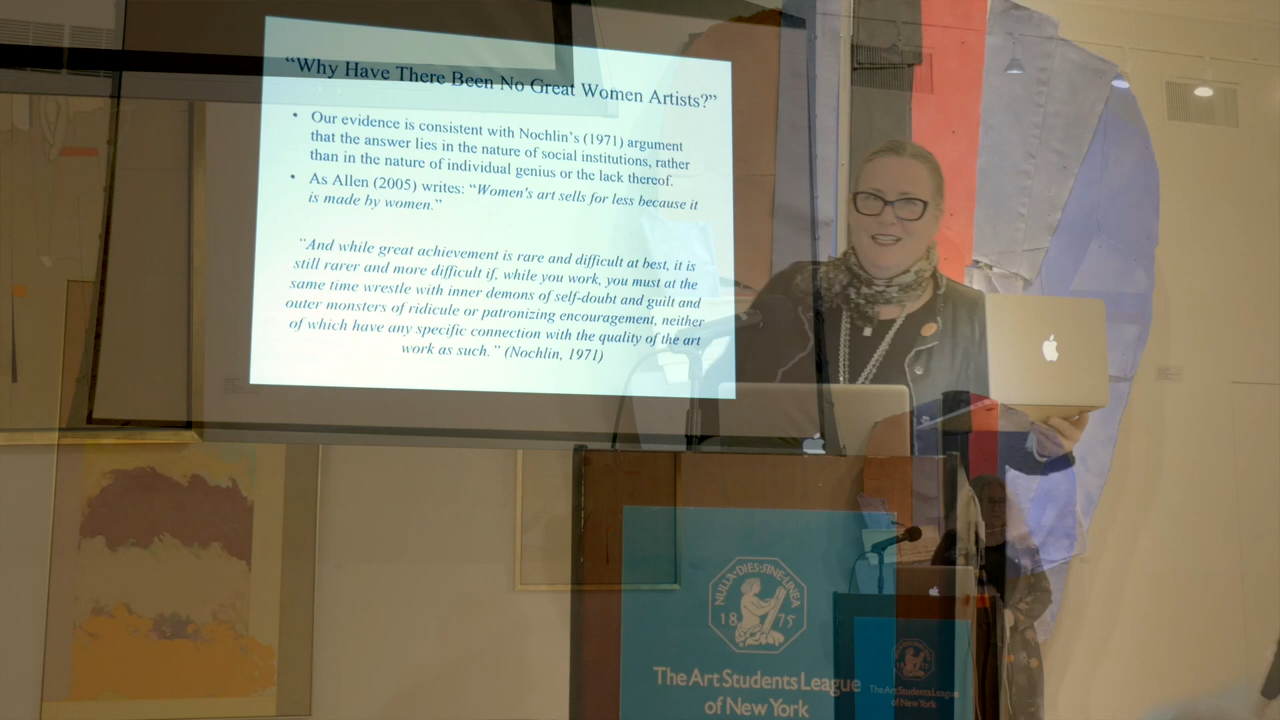 “Why Have There Been No Great Women Artists?”
• Our evidence is consistent with Nochlin's (1971) argument
that the answer lies in the nature of social institutions, rather
than in the nature of individual genius or the lack thereof.
• As Allen (2005) writes: “Women's art sells for less because it
is made by women.”
“And while great achievement is rare and difficult at best, it is
still rarer and more difficult if, while you work, you must at the
same time wrestle with inner demons of self-doubt and guilt and
outer monsters of ridicule or patronizing encouragement, neither
of which have any specific connection with the quality of the art
work as such.” (Nochlin, 1971)
NULLA·DIES·SINE·LINEA
1875
The Art Students League
of New York
The Art Students League
of New York